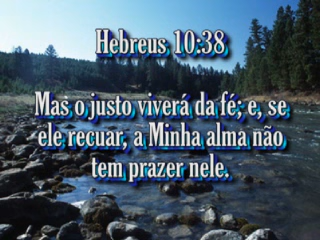 Hebreus 10:38
Mas o justo viverá da fé; e, se
ele recuar, a Minha alma não
tem prazer nele.